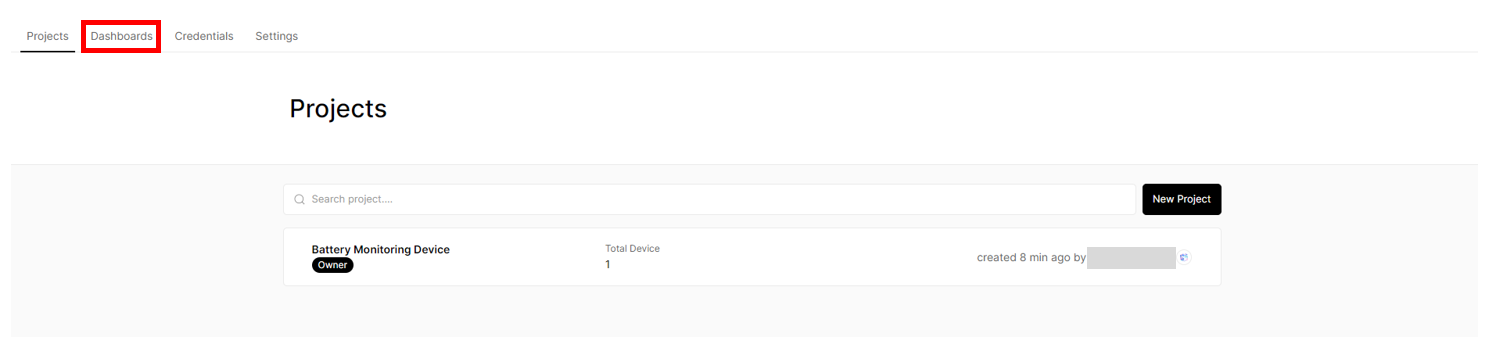 Projects Dashboards Credentials Settings
Projects
Search project....
New Project
Battery Monitoring Device
Owner
Total Device
1
created 8 min ago by